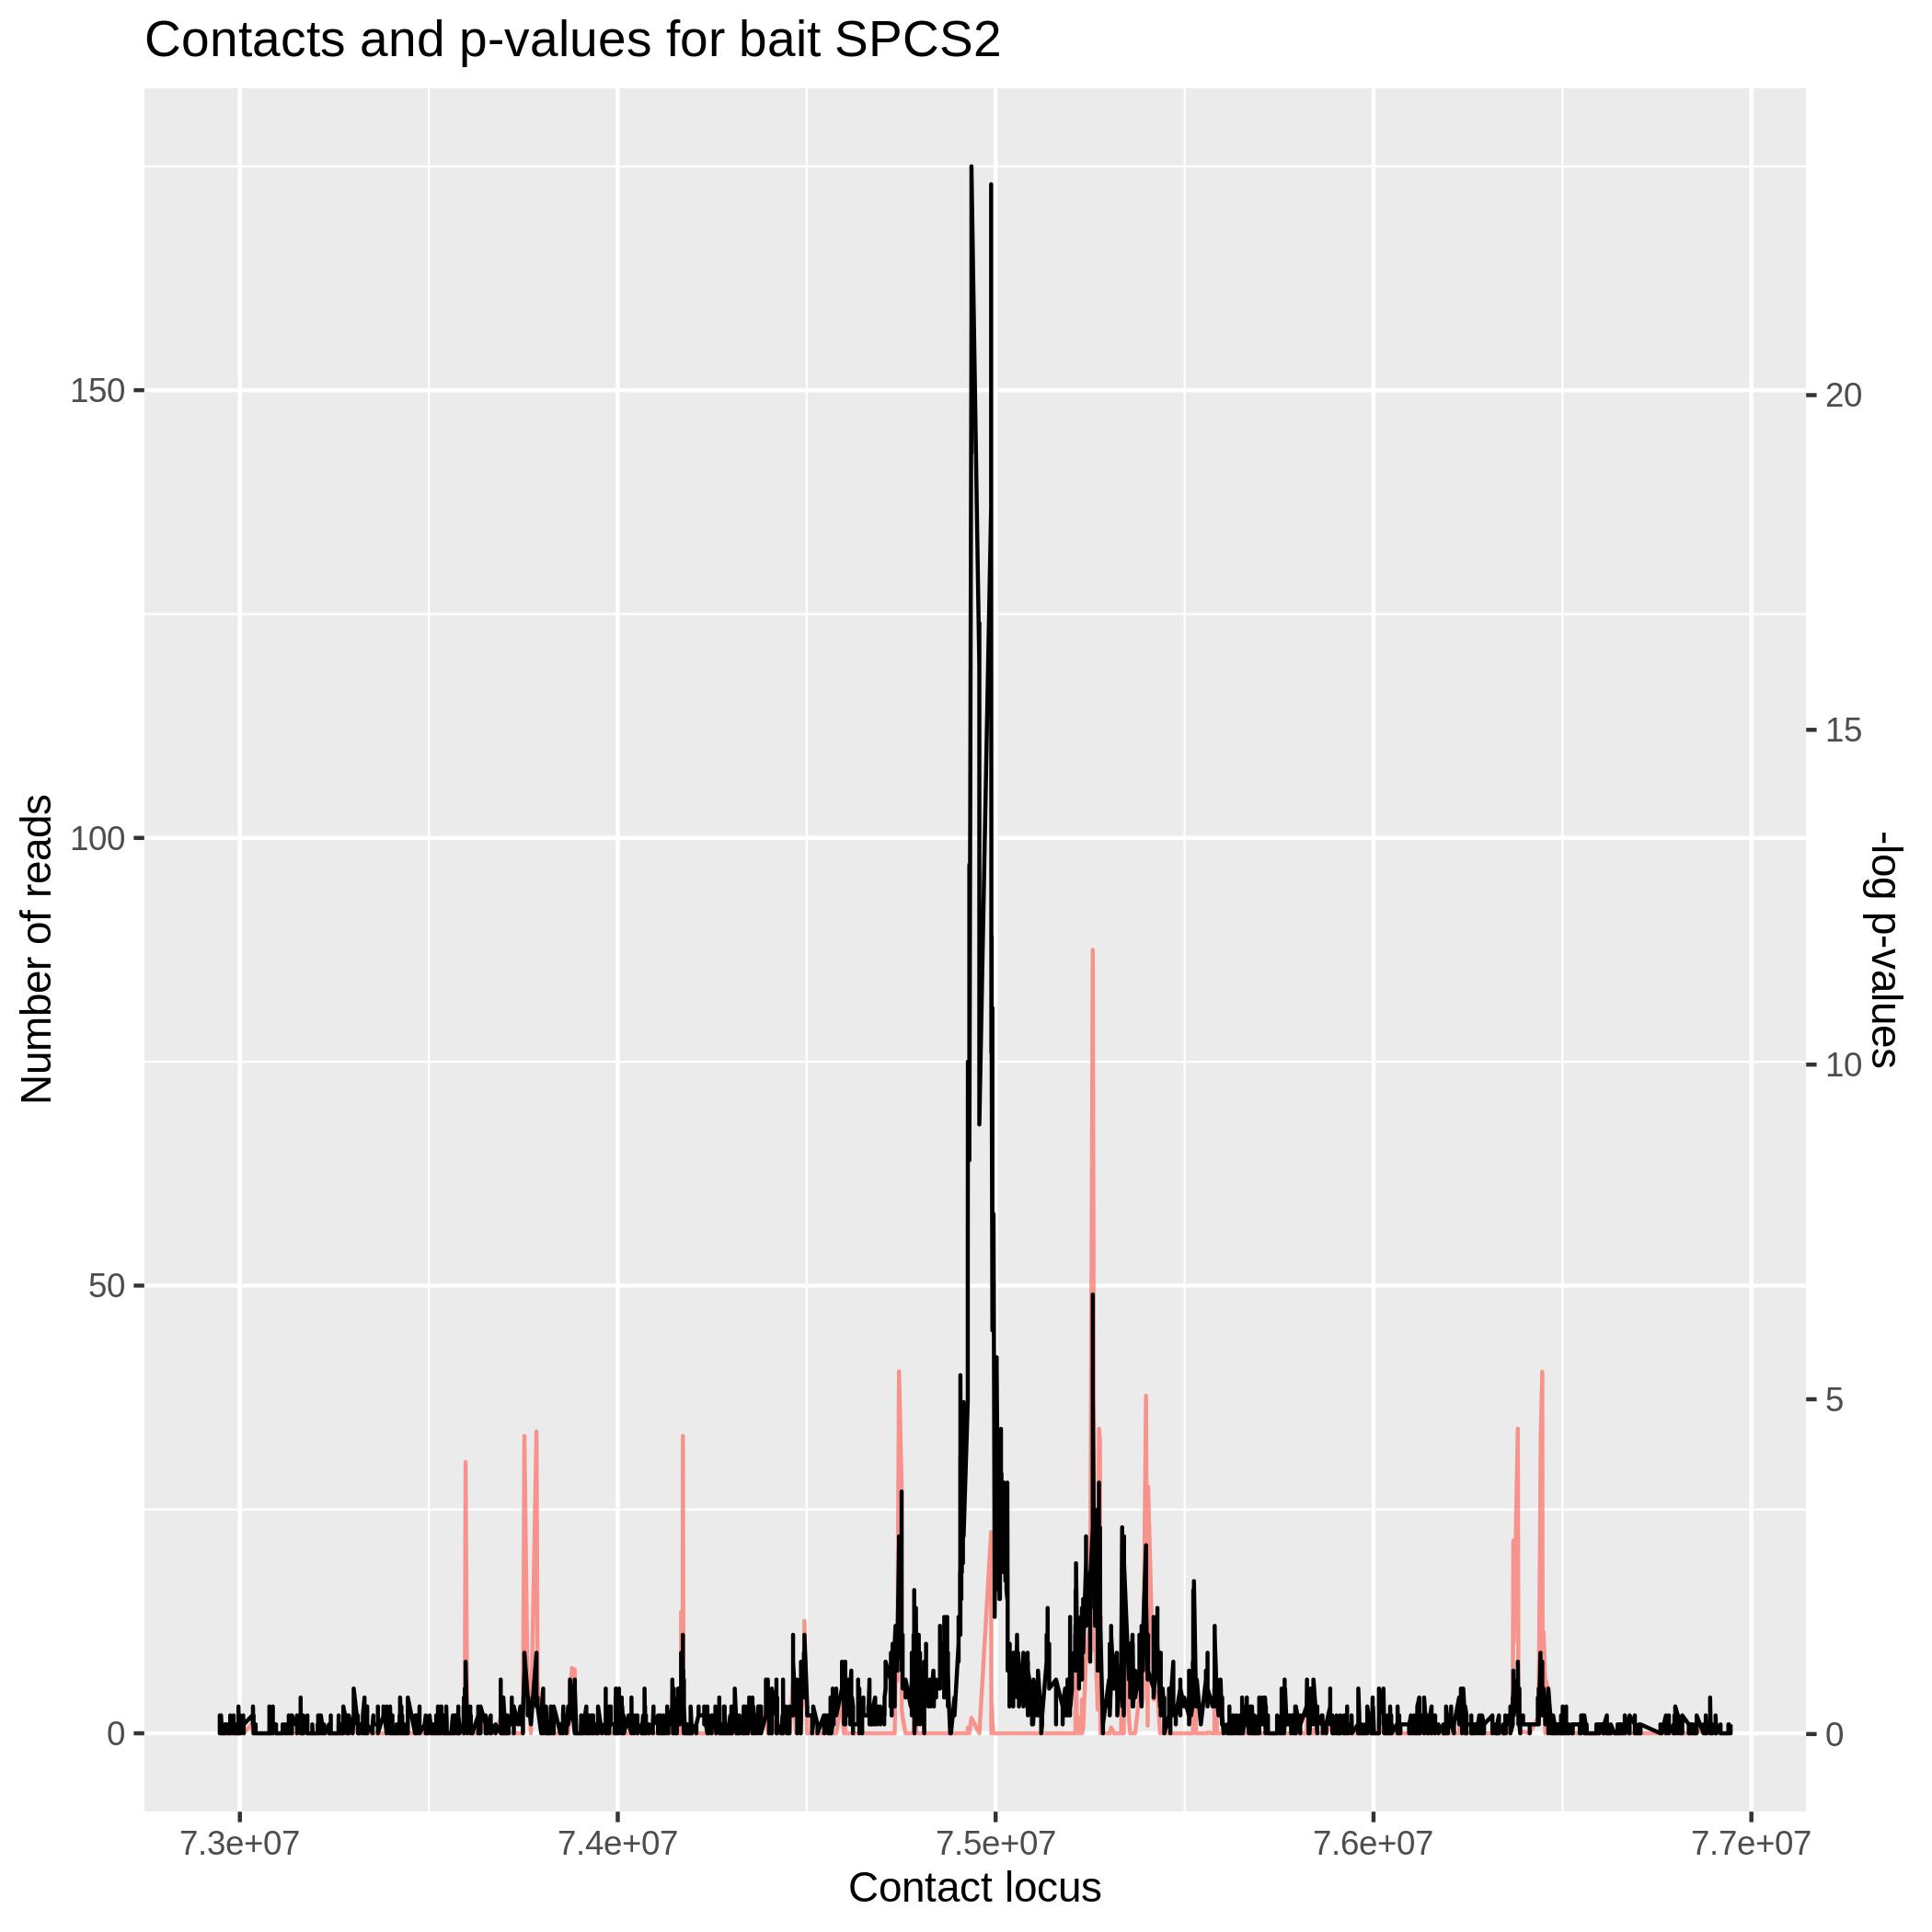 Contacts and p-values for bait SPCS2
Number of reads
150
100
50
0
20
15
10
5
0
-log p-values
7.3e+07
7.4e+07
7.5e+07
7.6e+07
7.7e+07
Contact locus